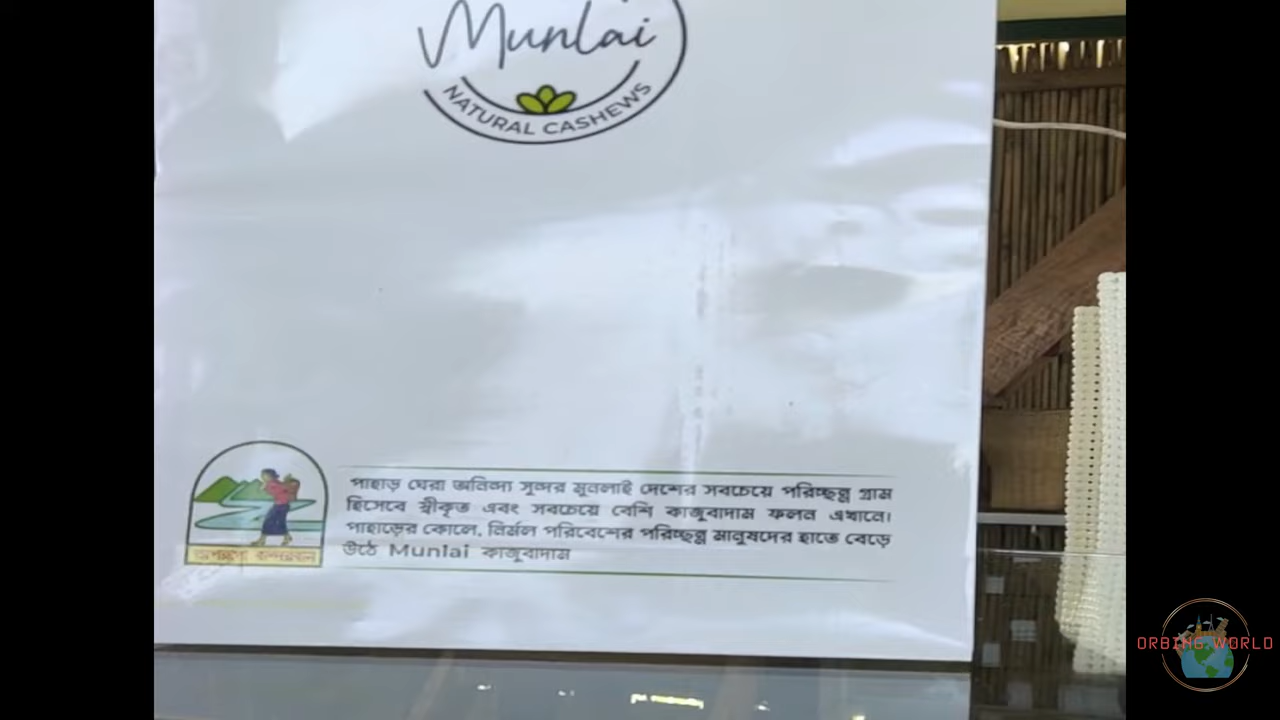 Munlai
NATURAL CASHEWS
পাহাড় ঘেরা অনিন্দ্য সুন্দর মুনলাই দেশের সবচেয়ে পরিচ্ছন্ন গ্রাম
হিসেবে স্বীকৃত এবং সবচেয়ে বেশি কাজুবাদাম ফলন এখানে।
পাহাড়ের কোলে, নির্মল পরিবেশের পরিচ্ছন্ন মানুষদের হাতে বেড়ে
উঠে Munlai কাজুবাদাম
অপরূপা বান্দরবান
ORBING WORLD